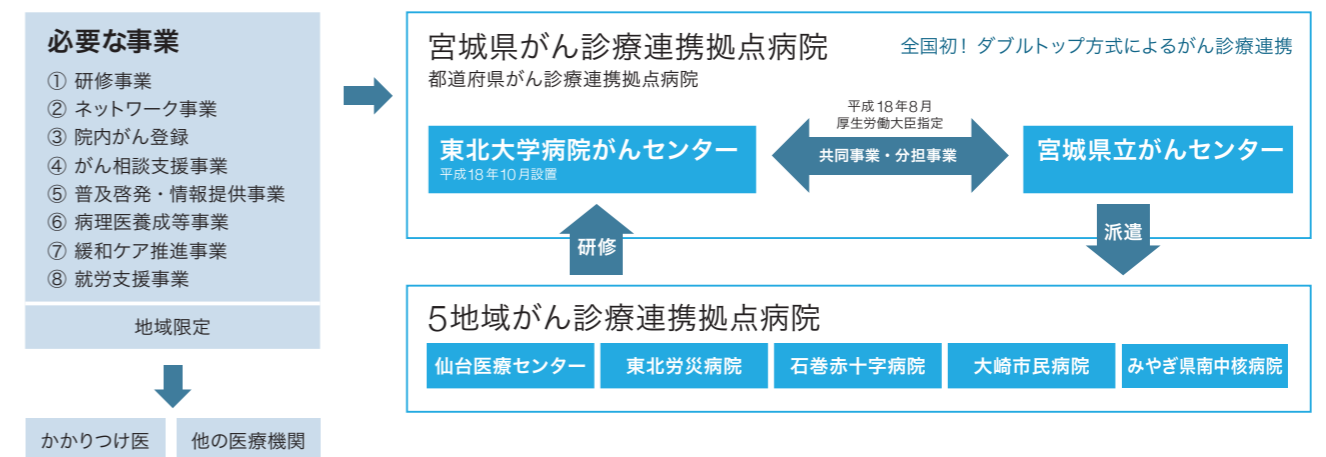 必要な事業
① 研修事業
② ネットワーク事業
③ 院内がん登録
④ がん相談支援事業
⑤ 普及啓発・情報提供事業
⑥ 病理医養成等事業
⑦ 緩和ケア推進事業
⑧ 就労支援事業
地域限定
かかりつけ医
他の医療機関
宮城県がん診療連携拠点病院
全国初！ダブルトップ方式によるがん診療連携
都道府県がん診療連携拠点病院
東北大学病院がんセンター
平成18年10月設置
平成18年8月
厚生労働大臣指定
共同事業・分担事業
宮城県立がんセンター
研修
派遣
5地域がん診療連携拠点病院
仙台医療センター
東北労災病院
石巻赤十字病院
大崎市民病院
みやぎ県南中核病院